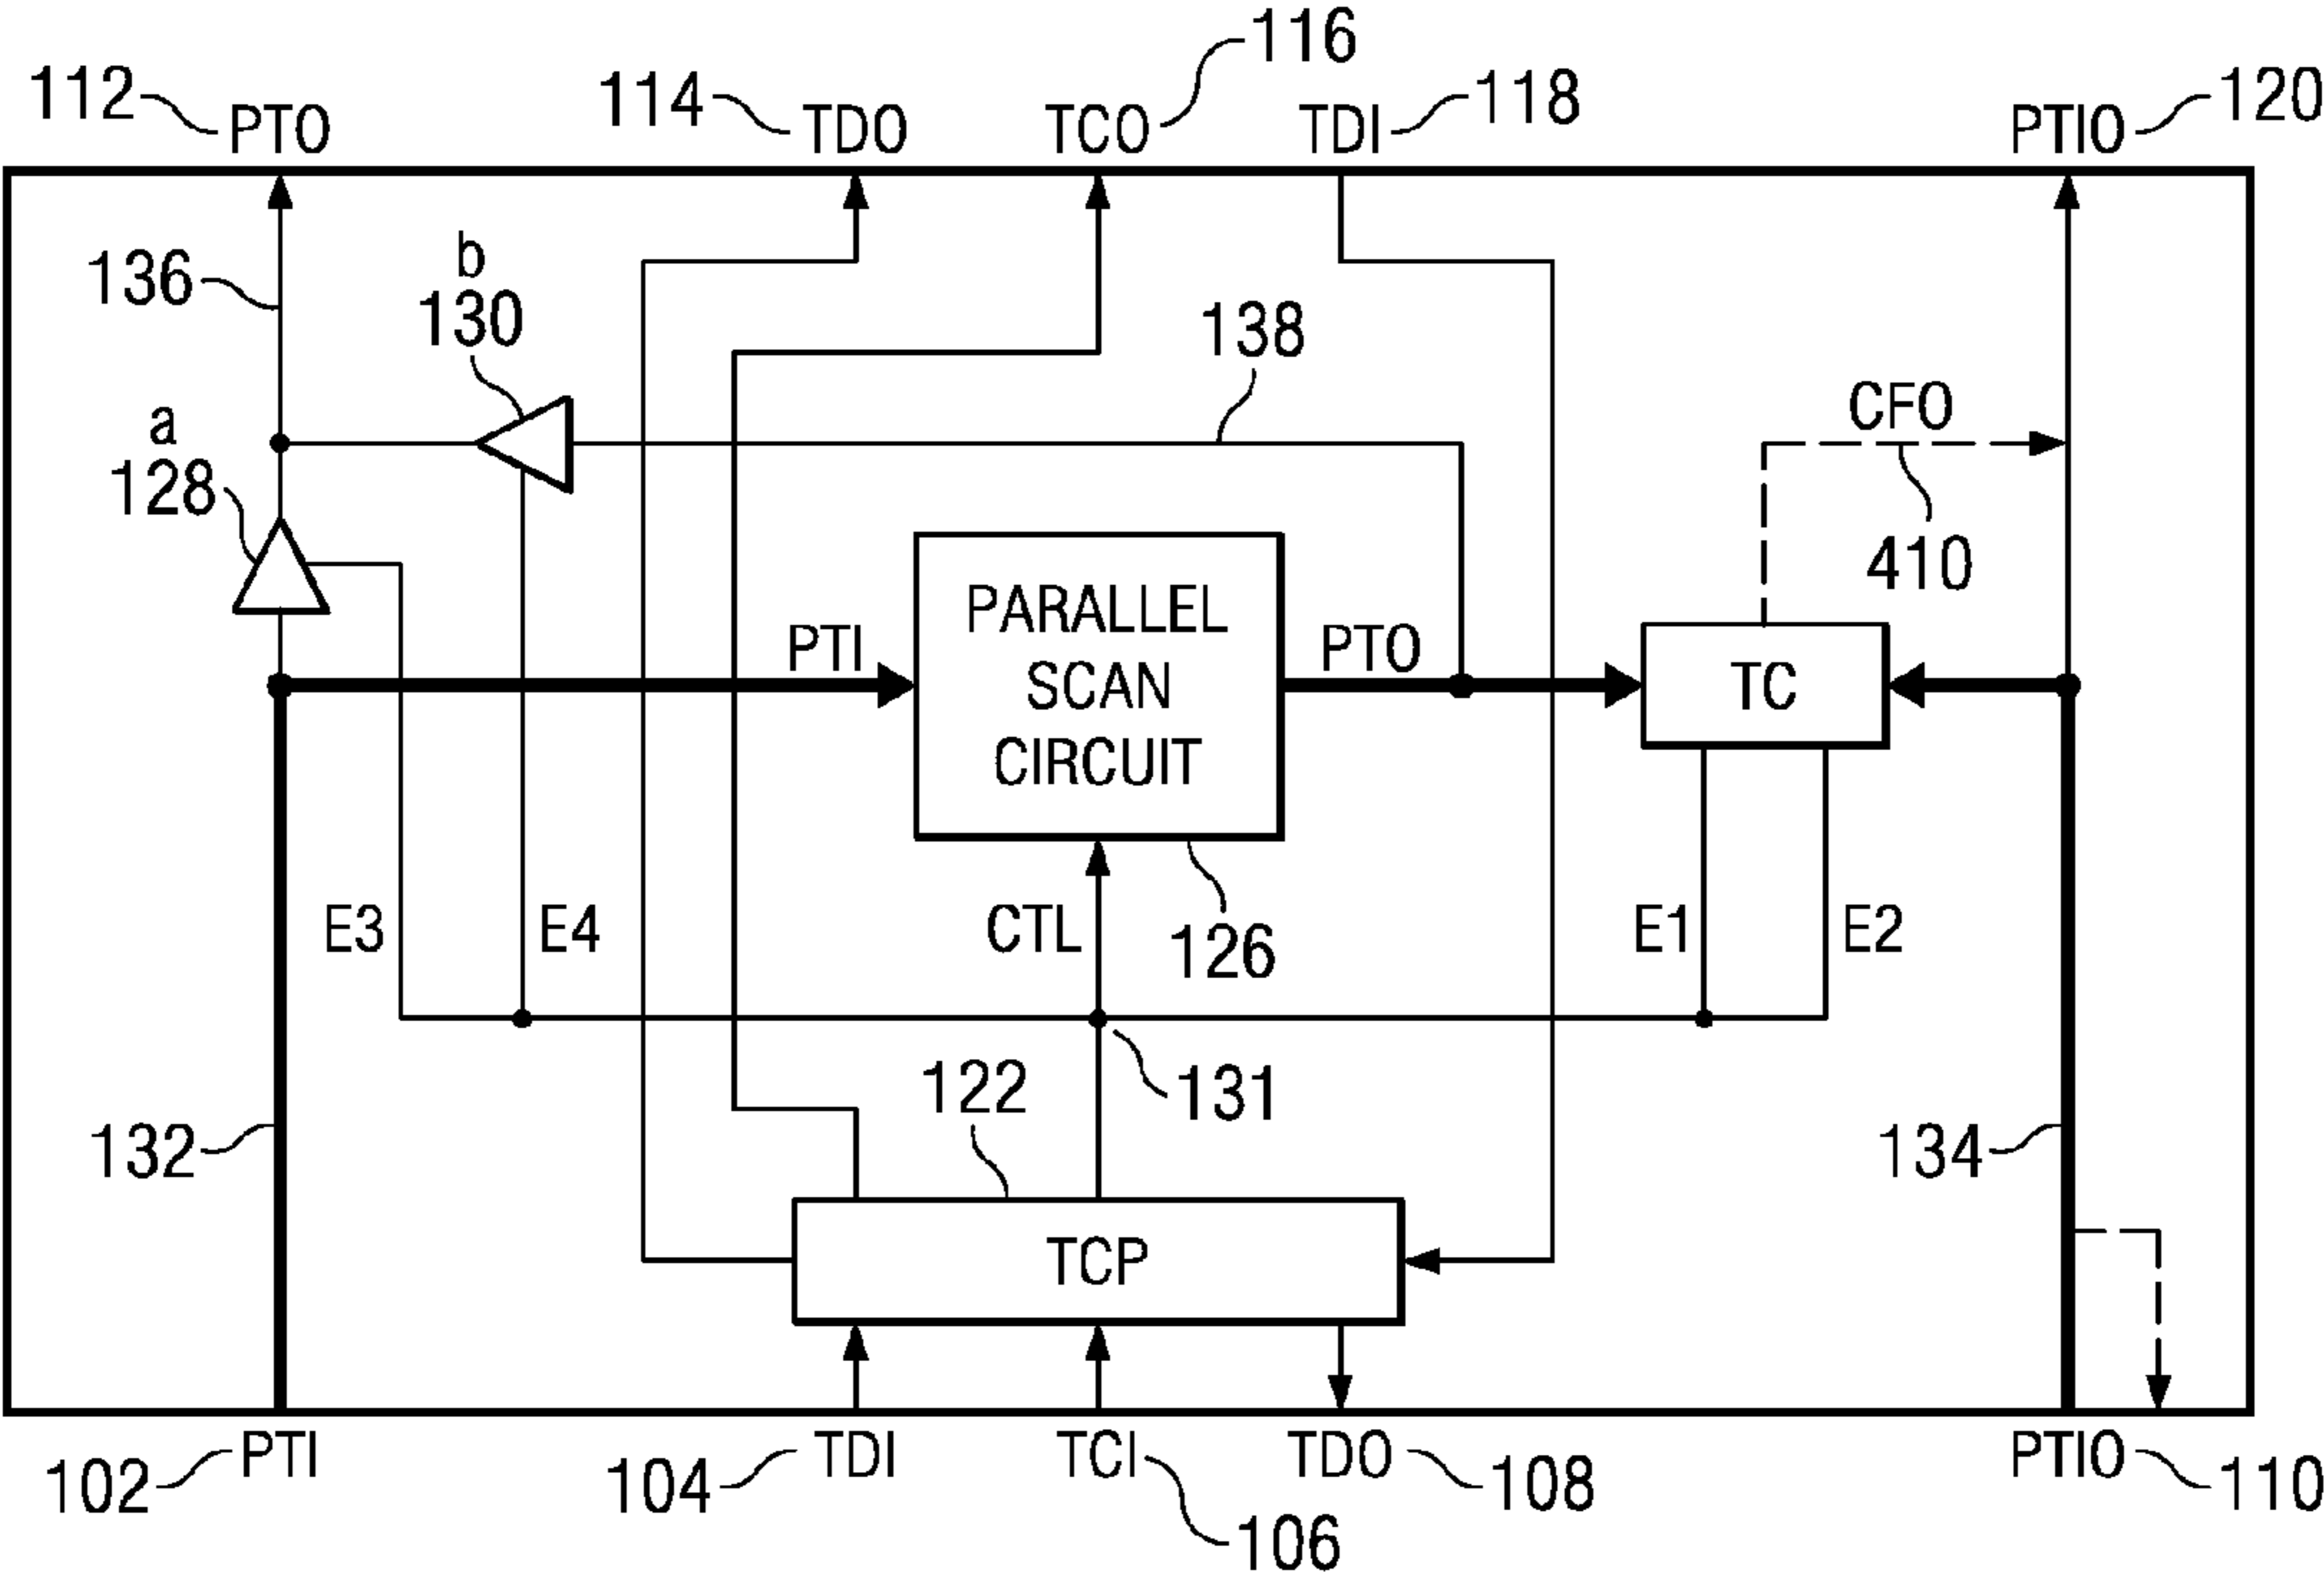 116
112
114
118
120
PTO
TDO
TCO
TDI
PTIO
b
136
130
138
a
CFO
128
410
PTI
PARALLEL
SCAN
CIRCUIT
PTO
TC
E3
E4
CTL
126
E1
E2
122
131
132
134
TCP
PTI
TDI
TCI
TDO
PTIO
102
104
108
110
106